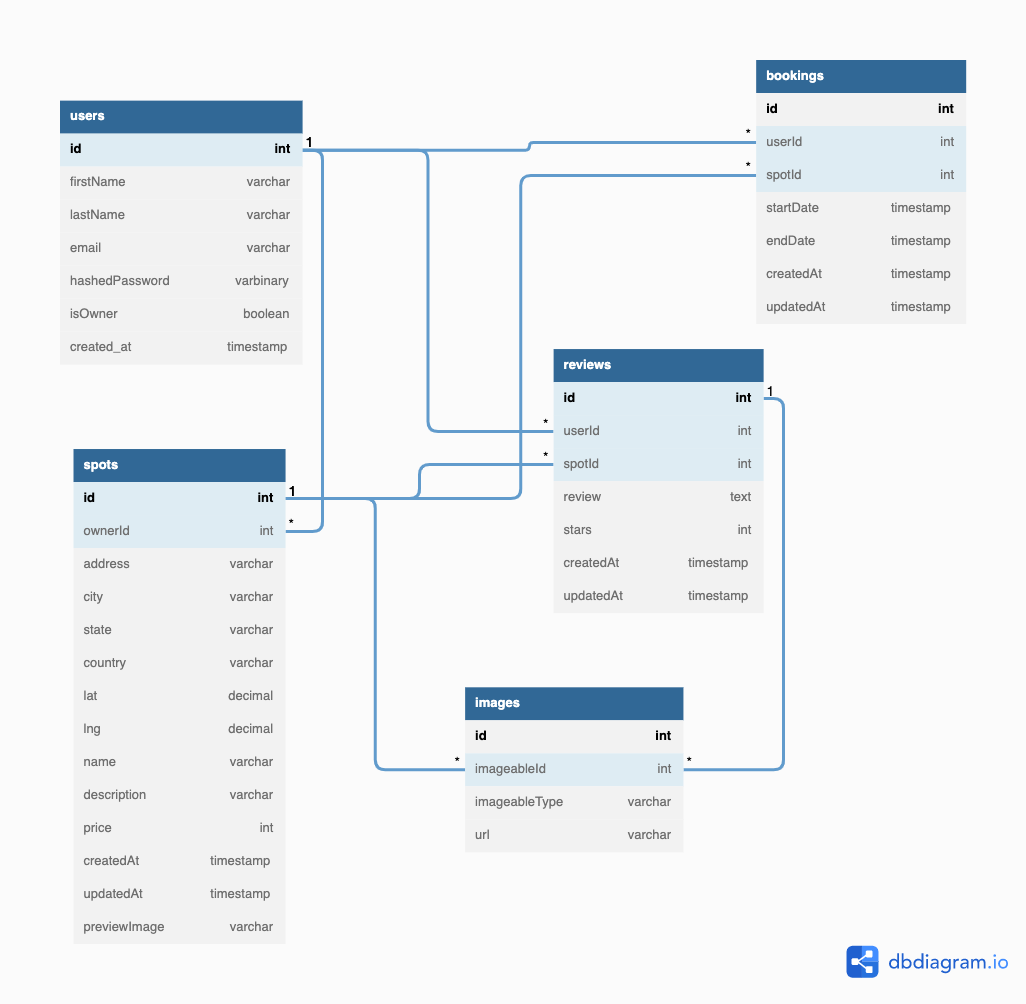 users
id int 1
firstName varchar
lastName varchar
email varchar
hashedPassword varbinary
isOwner boolean
created_at timestamp
bookings
id int
* userId int
* spotId int
startDate timestamp
endDate timestamp
createdAt timestamp
updatedAt timestamp
reviews
id int 1
* userId int
* spotId int
review text
stars int
createdAt timestamp
updatedAt timestamp
spots
id int 1
ownerId int *
address varchar
city varchar
state varchar
country varchar
lat decimal
lng decimal
name varchar
description varchar
price int
createdAt timestamp
updatedAt timestamp
previewImage varchar
images
id int
* imageableId int *
imageableType varchar
url varchar
dbdiagram.io